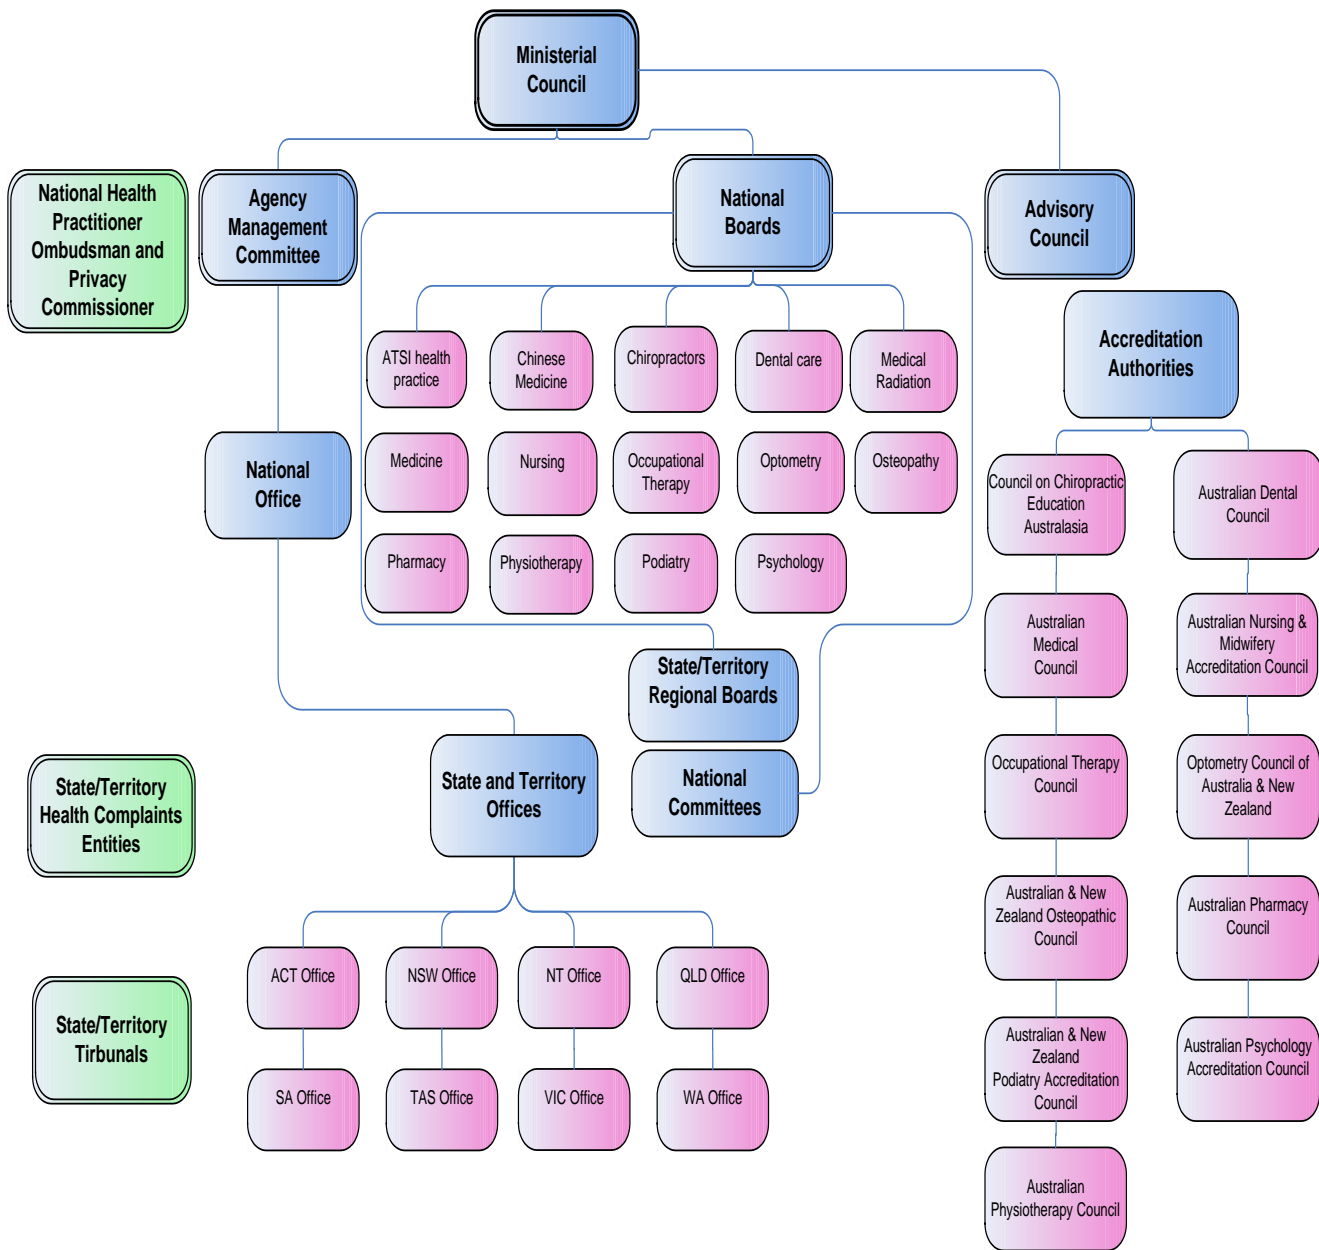 Ministerial
Council
National Health
Practitioner
Ombudsman and
Privacy
Commissioner
Agency
Management
Committee
National
Boards
Advisory
Council
Accreditation
Authorities
ATSI health
practice
Chinese
Medicine
Chiropractors
Dental care
Medical
Radiation
National
Office
Medicine
Nursing
Occupational
Therapy
Optometry
Osteopathy
Pharmacy
Physiotherapy
Podiatry
Psychology
Council on Chiropractic
Education
Australasia
Australian Dental
Council
Australian
Medical
Council
Australian Nursing &
Midwifery
Accreditation Council
State/Territory
Regional Boards
National
Committees
State and Territory
Offices
State/Territory
Health Complaints
Entities
Occupational Therapy
Council
Optometry Council of
Australia & New
Zealand
Australian & New
Zealand Osteopathic
Council
Australian Pharmacy
Council
ACT Office
NSW Office
NT Office
QLD Office
State/Territory
Tirbunals
SA Office
TAS Office
VIC Office
WA Office
Australian & New
Zealand
Podiatry Accreditation
Council
Australian Psychology
Accreditation Council
Australian
Physiotherapy Council